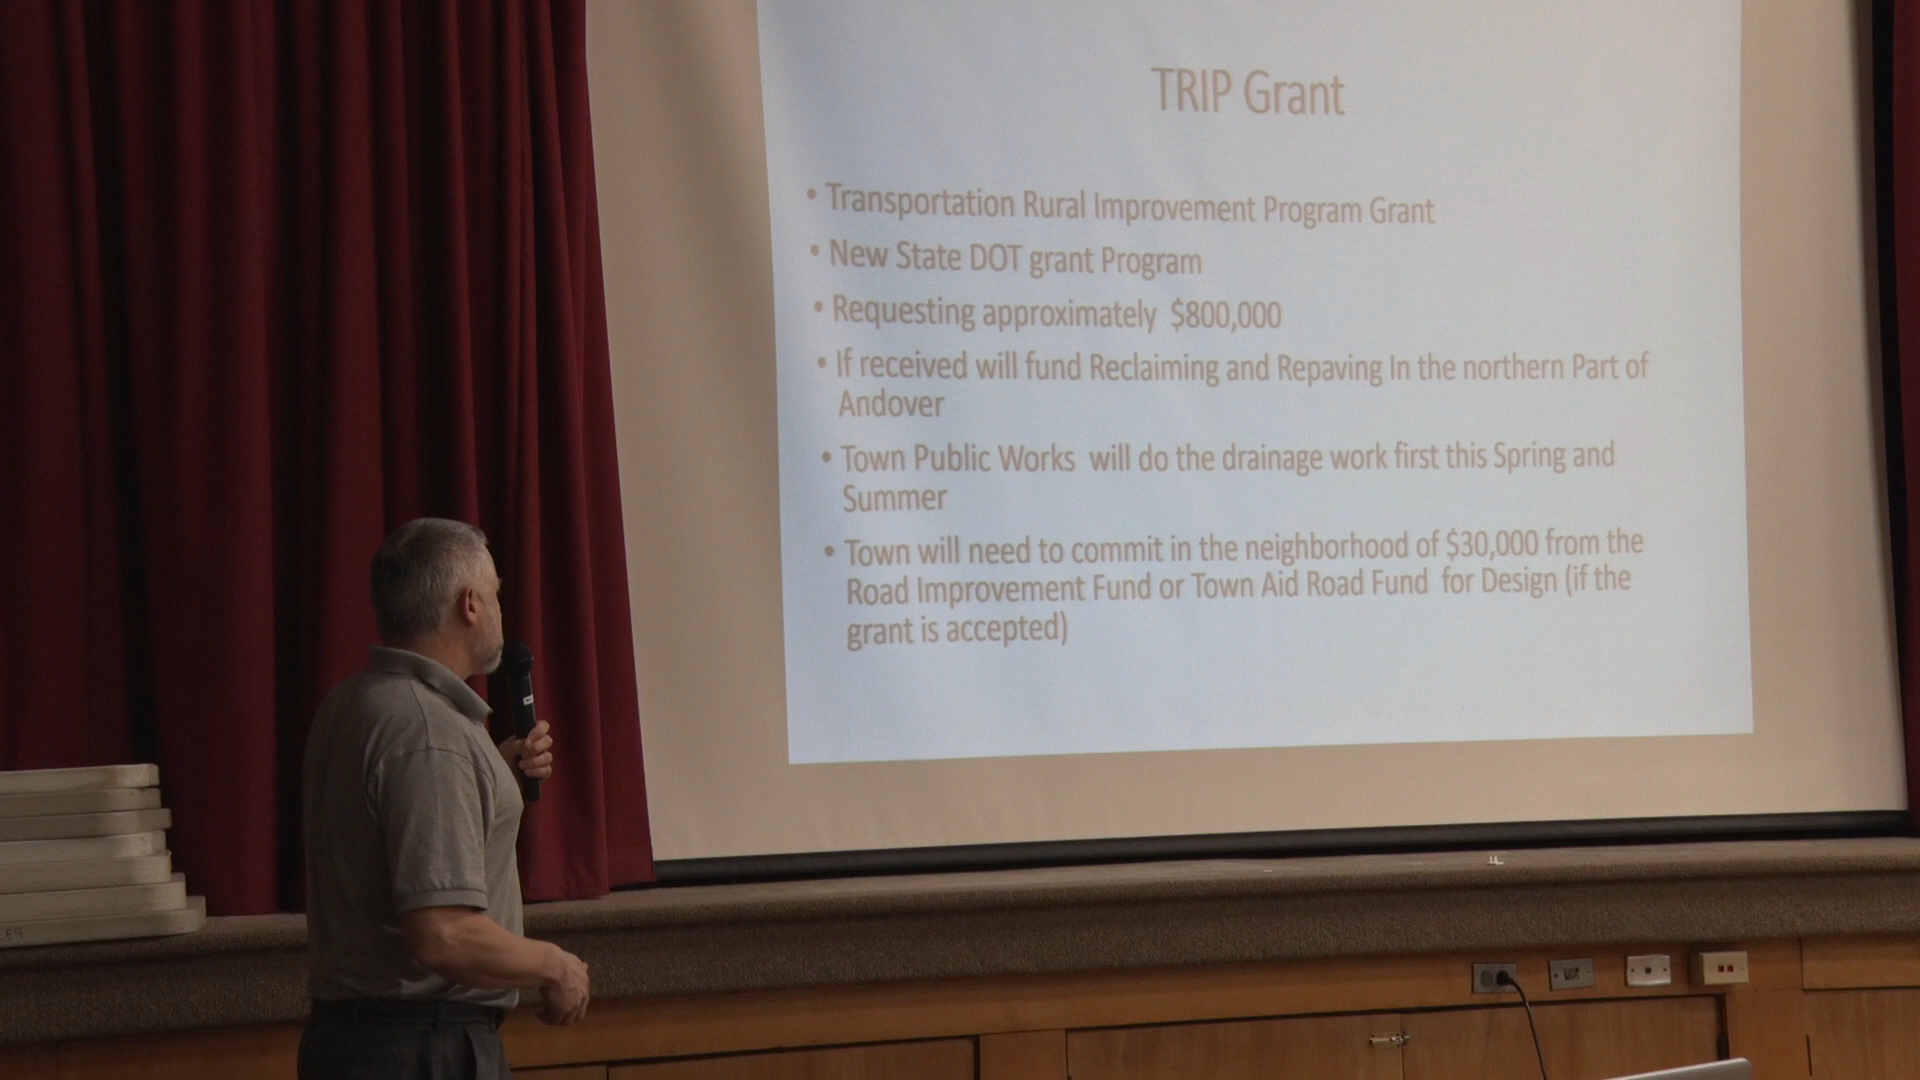 TRIP Grant
• Transportation Rural Improvement Program Grant
• New State DOT grant Program
• Requesting approximately $800,000
• If received will fund Reclaiming and Repaving In the northern Part of
Andover
• Town Public Works will do the drainage work first this Spring and
Summer
• Town will need to commit in the neighborhood of $30,000 from the
Road Improvement Fund or Town Aid Road Fund for Design (if the
grant is accepted)